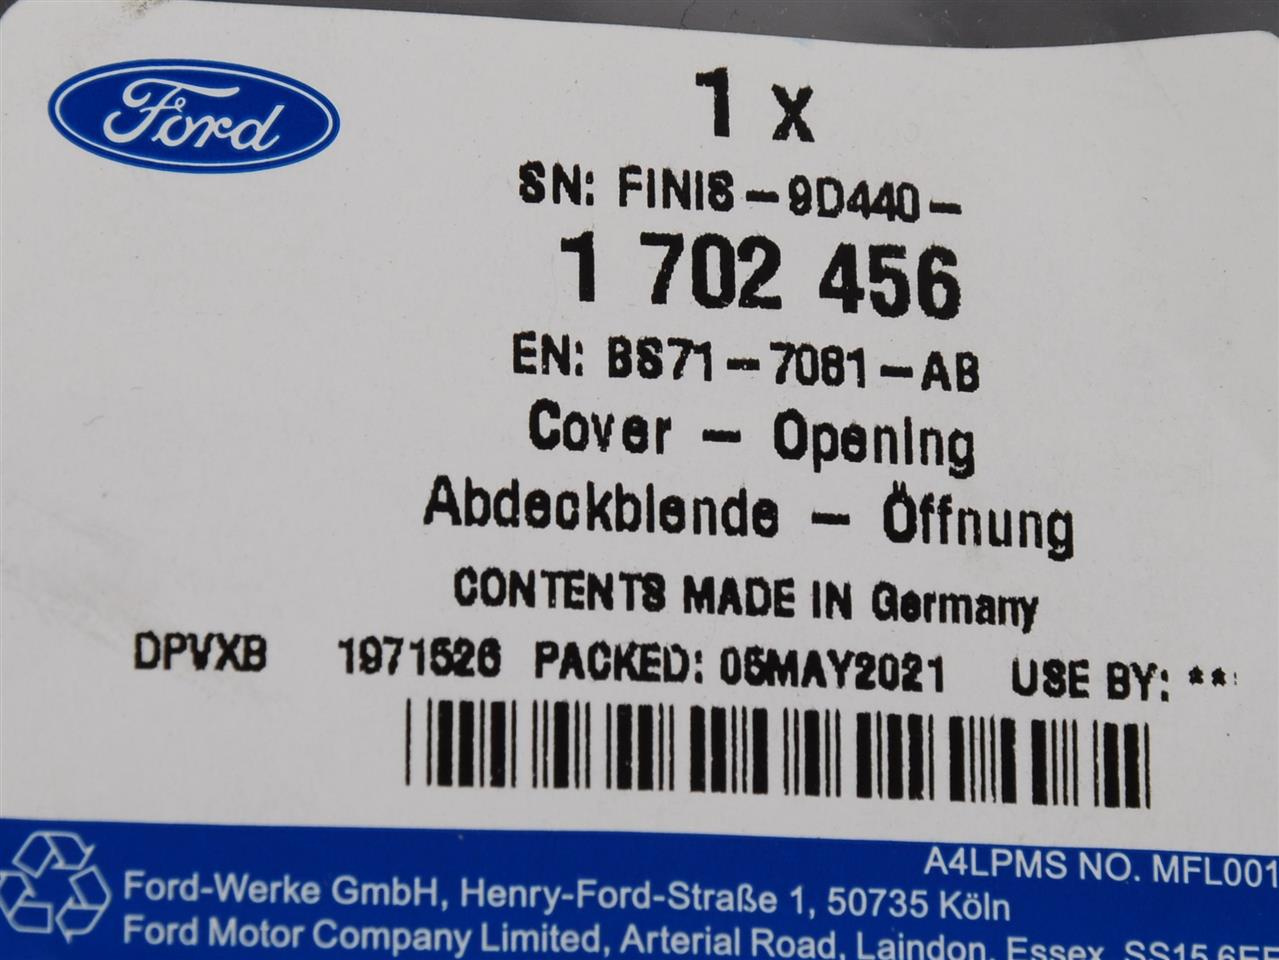 Ford
1 x
SN: FINIS-9D440-
1 702 456
EN: BS71-7081-AB
Cover - Opening
Abdeckblende - Öffnung
CONTENTS MADE IN Germany
DPVXB 1971526 PACKED: 05MAY2021 USE BY: **
A4LPMS NO. MFL001
Ford-Werke GmbH, Henry-Ford-Straße 1, 50735 Köln
Ford Motor Company Limited, Arterial Road, Laindon, Essex, SS15